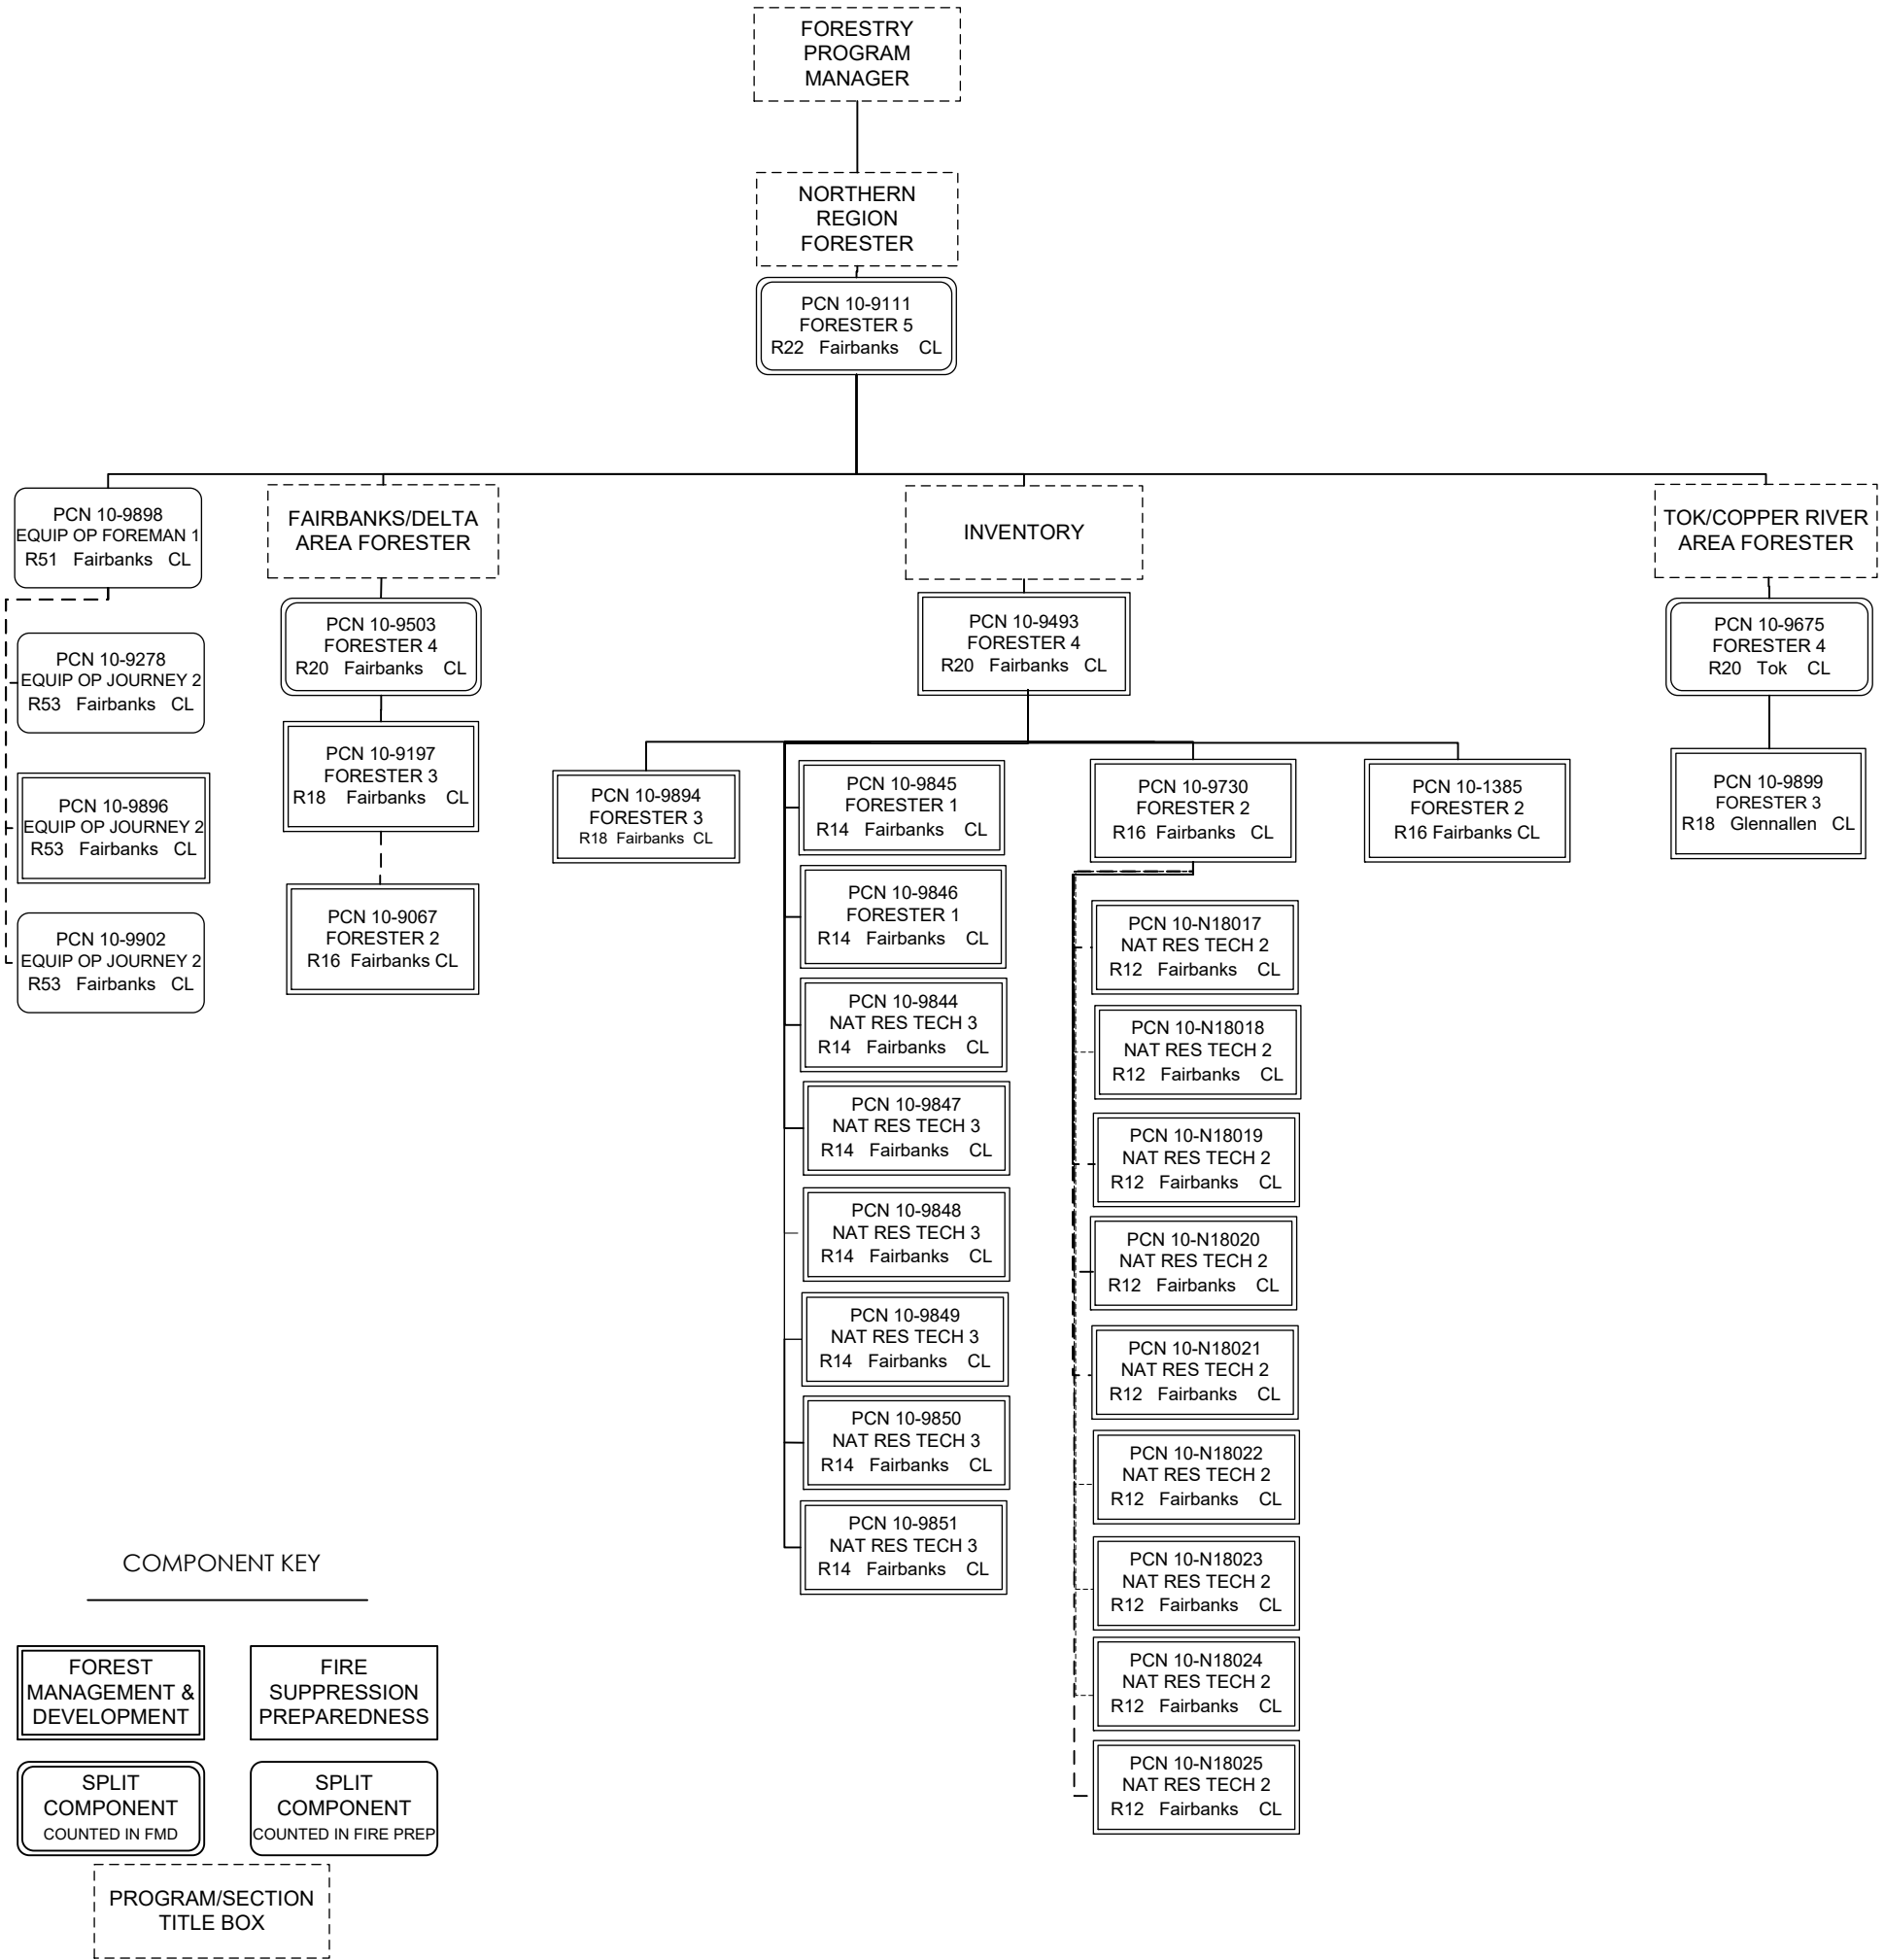 FORESTRY
PROGRAM
MANAGER
NORTHERN
REGION
FORESTER
PCN 10-9111
FORESTER 5
R22 Fairbanks CL
PCN 10-9898
EQUIP OP FOREMAN 1
R51 Fairbanks CL
PCN 10-9278
EQUIP OP JOURNEY 2
R53 Fairbanks CL
PCN 10-9896
EQUIP OP JOURNEY 2
R53 Fairbanks CL
PCN 10-9902
EQUIP OP JOURNEY 2
R53 Fairbanks CL
FAIRBANKS/DELTA
AREA FORESTER
PCN 10-9503
FORESTER 4
R20 Fairbanks CL
PCN 10-9197
FORESTER 3
R18 Fairbanks CL
PCN 10-9067
FORESTER 2
R16 Fairbanks CL
INVENTORY
PCN 10-9493
FORESTER 4
R20 Fairbanks CL
PCN 10-9894
FORESTER 3
R18 Fairbanks CL
PCN 10-9845
FORESTER 1
R14 Fairbanks CL
PCN 10-9846
FORESTER 1
R14 Fairbanks CL
PCN 10-9844
NAT RES TECH 3
R14 Fairbanks CL
PCN 10-9847
NAT RES TECH 3
R14 Fairbanks CL
PCN 10-9848
NAT RES TECH 3
R14 Fairbanks CL
PCN 10-9849
NAT RES TECH 3
R14 Fairbanks CL
PCN 10-9850
NAT RES TECH 3
R14 Fairbanks CL
PCN 10-9851
NAT RES TECH 3
R14 Fairbanks CL
PCN 10-9730
FORESTER 2
R16 Fairbanks CL
PCN 10-N18017
NAT RES TECH 2
R12 Fairbanks CL
PCN 10-N18018
NAT RES TECH 2
R12 Fairbanks CL
PCN 10-N18019
NAT RES TECH 2
R12 Fairbanks CL
PCN 10-N18020
NAT RES TECH 2
R12 Fairbanks CL
PCN 10-N18021
NAT RES TECH 2
R12 Fairbanks CL
PCN 10-N18022
NAT RES TECH 2
R12 Fairbanks CL
PCN 10-N18023
NAT RES TECH 2
R12 Fairbanks CL
PCN 10-N18024
NAT RES TECH 2
R12 Fairbanks CL
PCN 10-N18025
NAT RES TECH 2
R12 Fairbanks CL
PCN 10-1385
FORESTER 2
R16 Fairbanks CL
TOK/COPPER RIVER
AREA FORESTER
PCN 10-9675
FORESTER 4
R20 Tok CL
PCN 10-9899
FORESTER 3
R18 Glennallen CL
COMPONENT KEY
FOREST
MANAGEMENT &
DEVELOPMENT
FIRE
SUPPRESSION
PREPAREDNESS
SPLIT
COMPONENT
COUNTED IN FMD
SPLIT
COMPONENT
COUNTED IN FIRE PREP
PROGRAM/SECTION
TITLE BOX